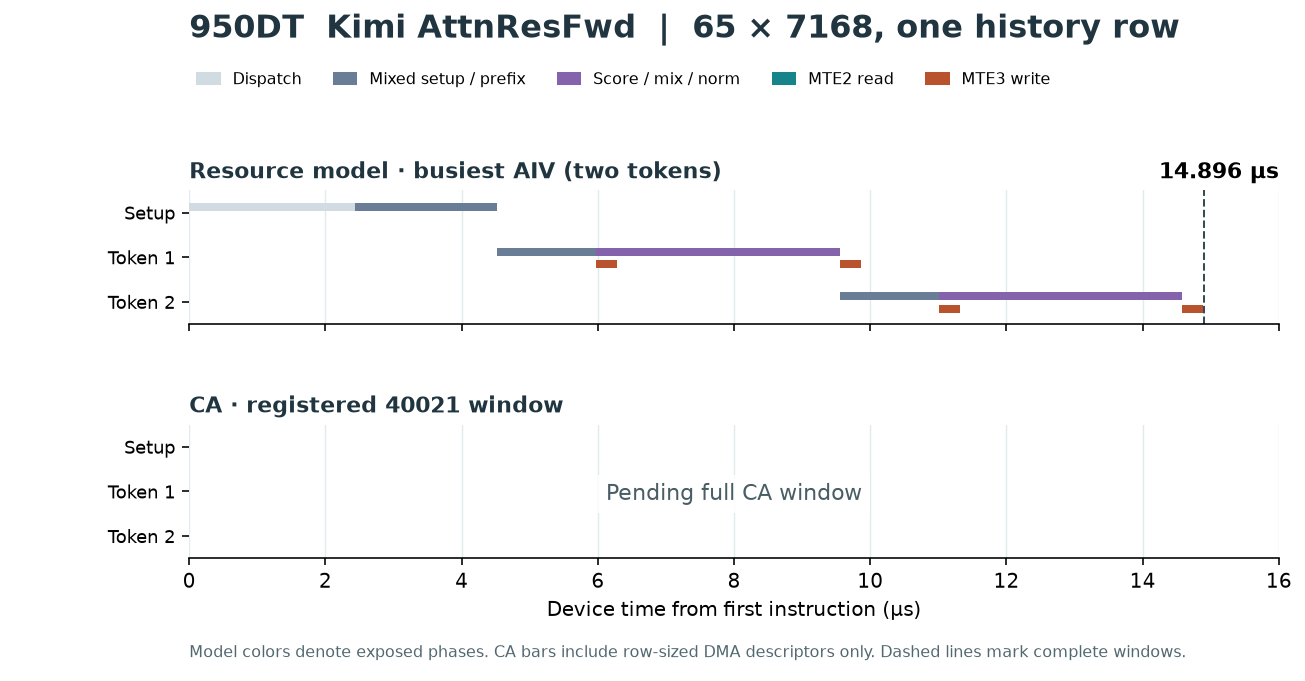 950DT  Kimi AttnResFwd  |  65 × 7168, one history row
Dispatch   Mixed setup / prefix   Score / mix / norm   MTE2 read   MTE3 write
Resource model · busiest AIV (two tokens)   14.896 µs
Setup
Token 1
Token 2
CA · registered 40021 window
Setup
Token 1
Pending full CA window
Token 2
0 2 4 6 8 10 12 14 16
Device time from first instruction (µs)
Model colors denote exposed phases. CA bars include row-sized DMA descriptors only. Dashed lines mark complete windows.